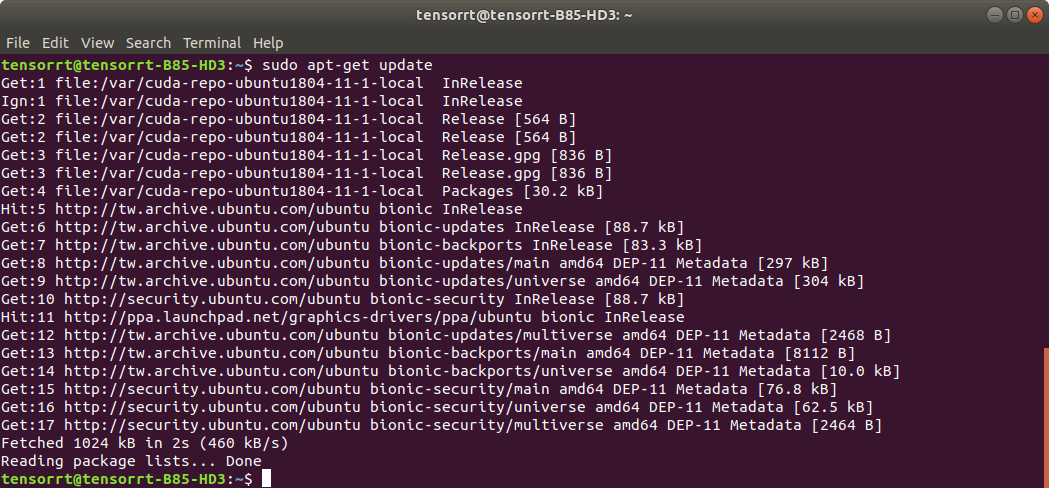 tensorrt@tensorrt-B85-HD3: ~
File Edit View Search Terminal Help
tensorrt@tensorrt-B85-HD3:~$ sudo apt-get update
Get:1 file:/var/cuda-repo-ubuntu1804-11-1-local  InRelease
Ign:1 file:/var/cuda-repo-ubuntu1804-11-1-local  InRelease
Get:2 file:/var/cuda-repo-ubuntu1804-11-1-local  Release [564 B]
Get:2 file:/var/cuda-repo-ubuntu1804-11-1-local  Release [564 B]
Get:3 file:/var/cuda-repo-ubuntu1804-11-1-local  Release.gpg [836 B]
Get:3 file:/var/cuda-repo-ubuntu1804-11-1-local  Release.gpg [836 B]
Get:4 file:/var/cuda-repo-ubuntu1804-11-1-local  Packages [30.2 kB]
Hit:5 http://tw.archive.ubuntu.com/ubuntu bionic InRelease
Get:6 http://tw.archive.ubuntu.com/ubuntu bionic-updates InRelease [88.7 kB]
Get:7 http://tw.archive.ubuntu.com/ubuntu bionic-backports InRelease [83.3 kB]
Get:8 http://tw.archive.ubuntu.com/ubuntu bionic-updates/main amd64 DEP-11 Metadata [297 kB]
Get:9 http://tw.archive.ubuntu.com/ubuntu bionic-updates/universe amd64 DEP-11 Metadata [304 kB]
Get:10 http://security.ubuntu.com/ubuntu bionic-security InRelease [88.7 kB]
Hit:11 http://ppa.launchpad.net/graphics-drivers/ppa/ubuntu bionic InRelease
Get:12 http://tw.archive.ubuntu.com/ubuntu bionic-updates/multiverse amd64 DEP-11 Metadata [2468 B]
Get:13 http://tw.archive.ubuntu.com/ubuntu bionic-backports/main amd64 DEP-11 Metadata [8112 B]
Get:14 http://tw.archive.ubuntu.com/ubuntu bionic-backports/universe amd64 DEP-11 Metadata [10.0 kB]
Get:15 http://security.ubuntu.com/ubuntu bionic-security/main amd64 DEP-11 Metadata [76.8 kB]
Get:16 http://security.ubuntu.com/ubuntu bionic-security/universe amd64 DEP-11 Metadata [62.5 kB]
Get:17 http://security.ubuntu.com/ubuntu bionic-security/multiverse amd64 DEP-11 Metadata [2464 B]
Fetched 1024 kB in 2s (460 kB/s)
Reading package lists... Done
tensorrt@tensorrt-B85-HD3:~$